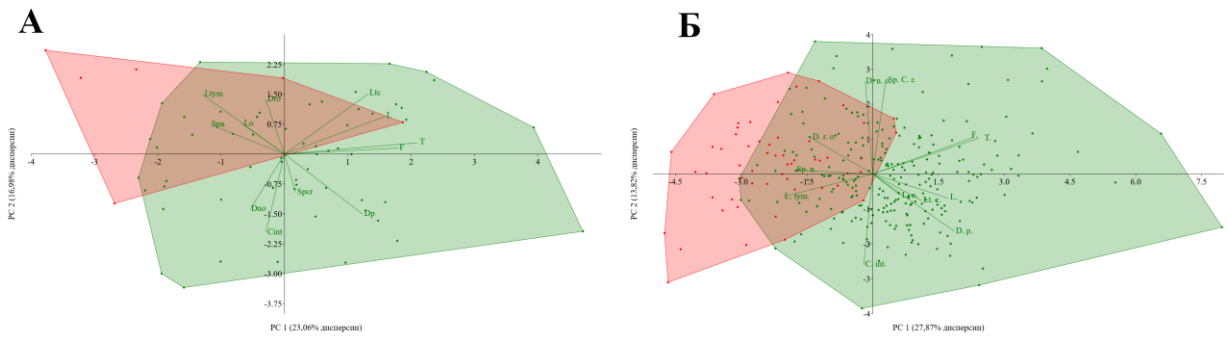 А
2.25
1.50
0.75
-4
-3
-2
-1
0
1
2
3
4
-0.75
-1.50
-2.25
-3.00
-3.75
Ltym
Dro
Ltc
Lo
Spn
L
T
F
Spcr
Dno
Dp
Cint
PC 2 (16,98% дисперсии)
PC 1 (23,06% дисперсии)
Б
4
3
2
-4.5
-3.0
-1.5
1.5
3.0
4.5
6.0
7.5
-2
-3
-4
D. n.
Sp. C. r.
D. r. o.
F.
T.
Sp. n.
L. tym.
L. t. c.
L.
D. p.
C. int.
PC 2 (13,82% дисперсии)
PC 1 (27,87% дисперсии)